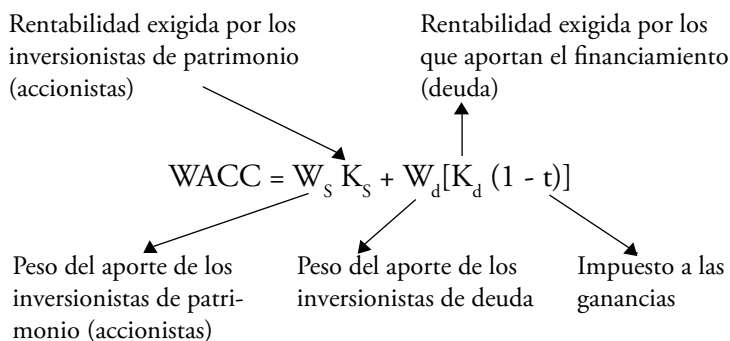 Rentabilidad exigida por los
inversionistas de patrimonio
(accionistas)
Rentabilidad exigida por los
que aportan el financiamiento
(deuda)
WACC = W_S K_S + W_d[K_d (1 - t)]
Peso del aporte de los
inversionistas de patri-
monio (accionistas)
Peso del aporte de los
inversionistas de deuda
Impuesto a las
ganancias